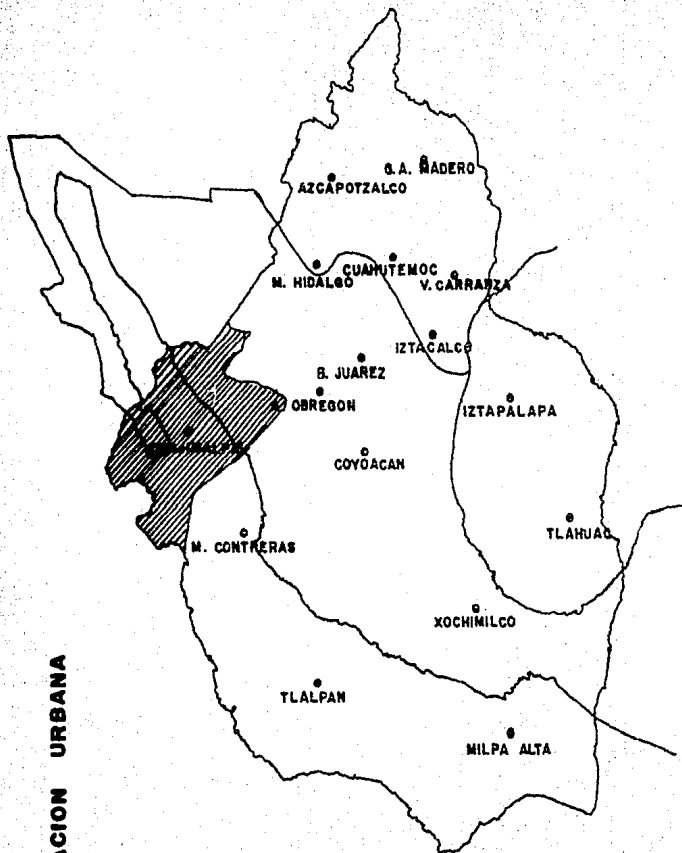 G.A. MADERO
AZCAPOTZALCO
M. HIDALGO
CUAHUTEMOC
V. CARRANZA
IZTACALCO
B. JUAREZ
OBREGON
IZTAPALAPA
COYOACAN
TLAHUAC
M. CONTRERAS
XOCHIMILCO
TLALPAN
MILPA ALTA
URBANA